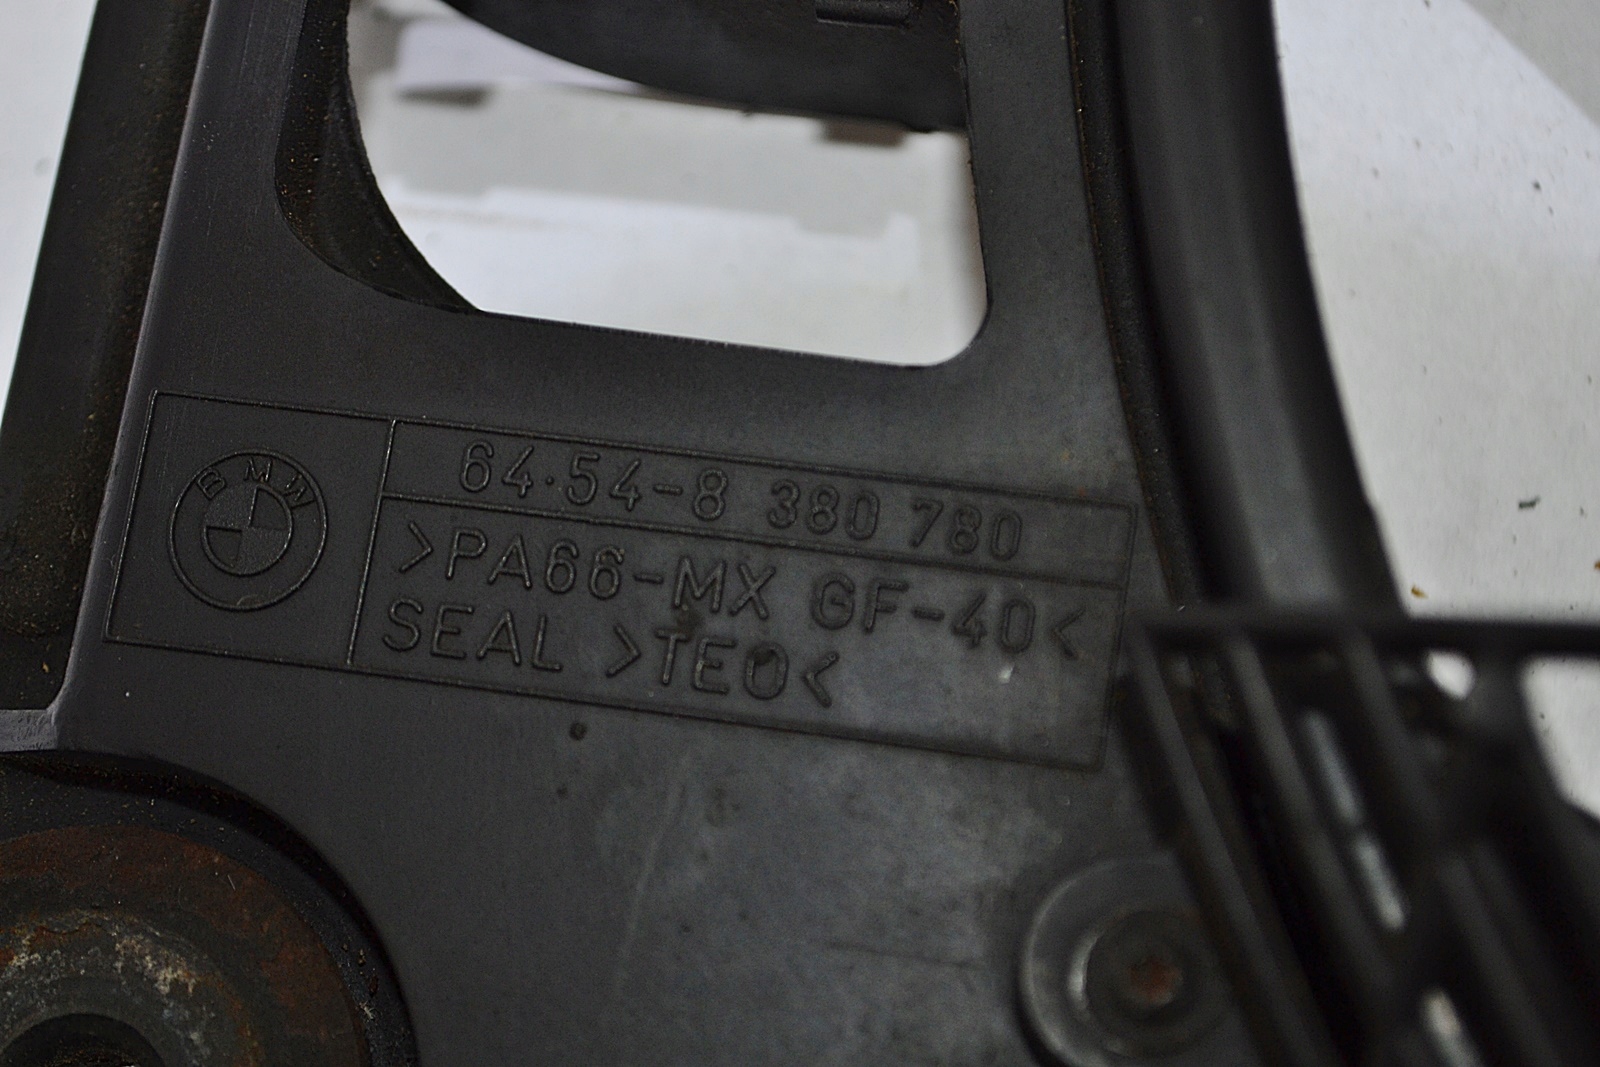 BMW
64·54-8 380 780
>PA66-MX GF-40<
SEAL >TEO<